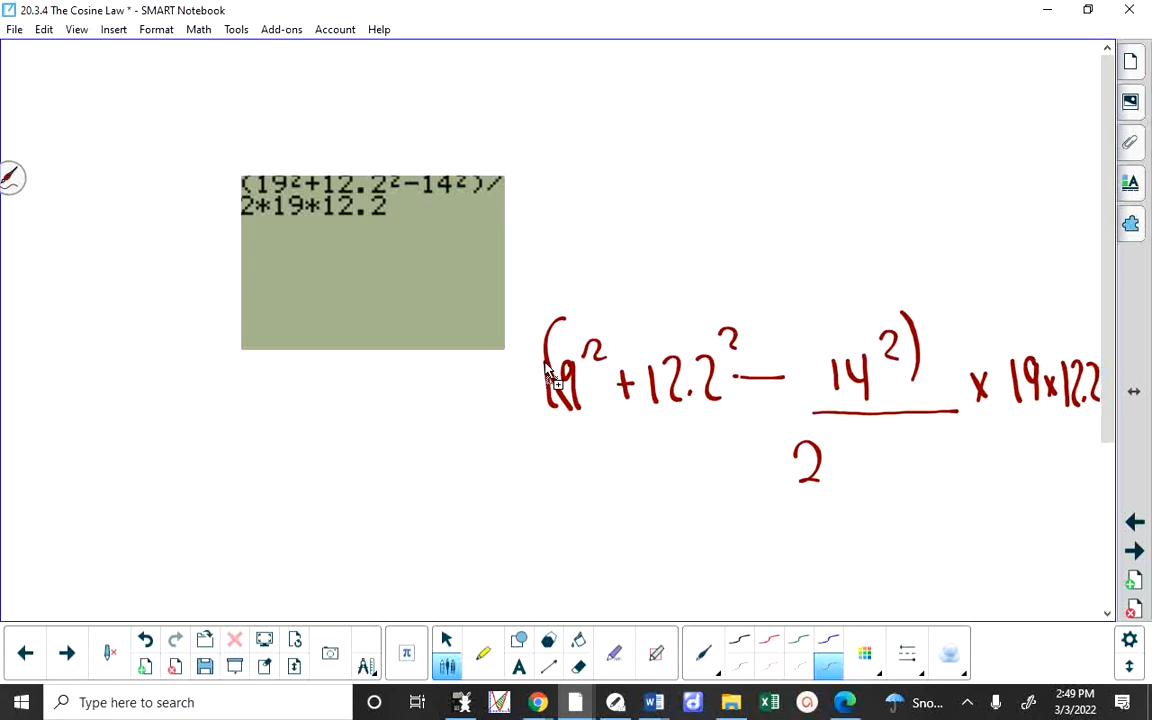 20.3.4 The Cosine Law * - SMART Notebook
File Edit View Insert Format Math Tools Add-ons Account Help
(19²+12.2²-14²)/
2*19*12.2
(19² + 12.2² - 14²) x 19x12.2
2
Type here to search
Sno...
2:49 PM
3/3/2022